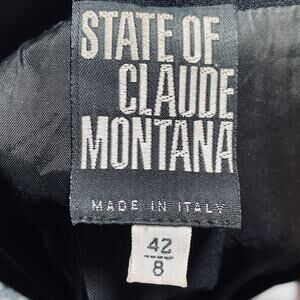 STATE OF
CLAUDE
MONTANA
MADE IN ITALY
42
8